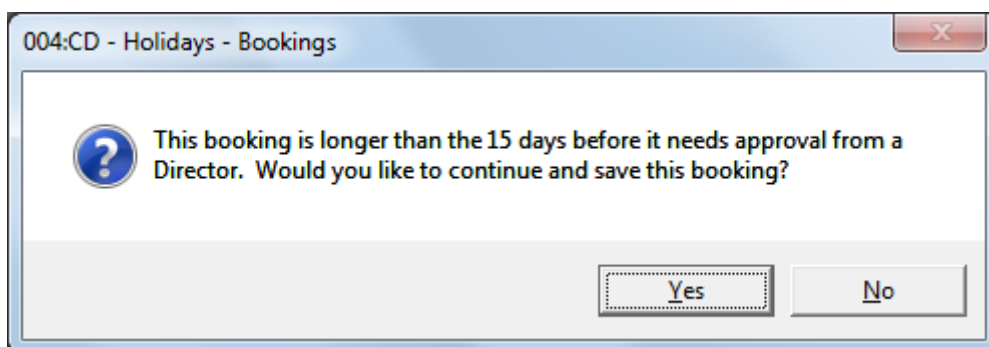 004:CD - Holidays - Bookings
This booking is longer than the 15 days before it needs approval from a
Director.  Would you like to continue and save this booking?
Yes
No